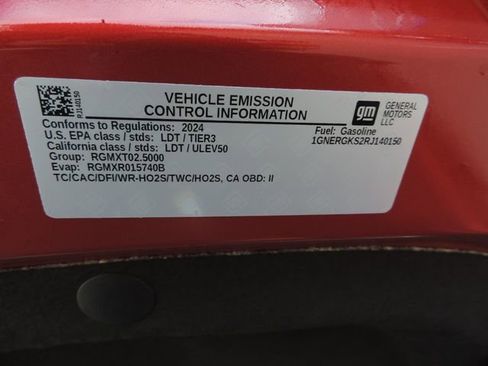 RJ140150
VEHICLE EMISSION
CONTROL INFORMATION
gm
GENERAL
MOTORS
LLC
Conforms to Regulations: 2024
U.S. EPA class / stds: LDT / TIER3
California class / stds: LDT / ULEV50
Group: RGMXT02.5000
Evap: RGMXR015740B
TC/CAC/DFI/WR-HO2S/TWC/HO2S, CA OBD: II
Fuel: Gasoline
1GNERGKS2RJ140150